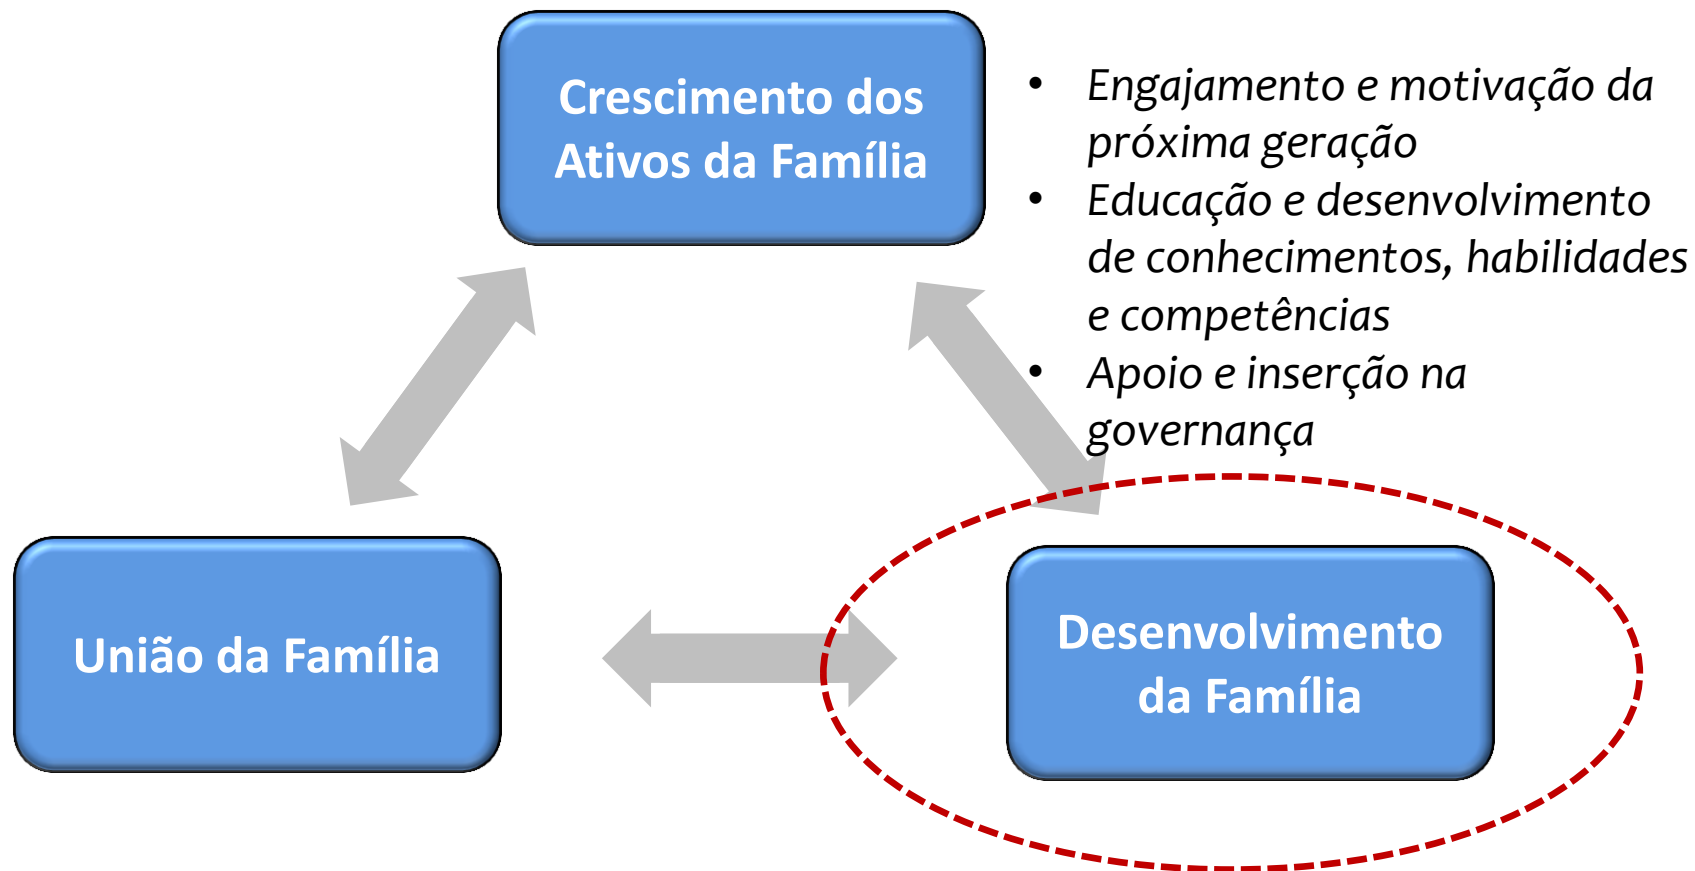 Crescimento dos
Ativos da Família
• Engajamento e motivação da
próxima geração
• Educação e desenvolvimento
de conhecimentos, habilidades
e competências
• Apoio e inserção na
governança
União da Família
Desenvolvimento
da Família